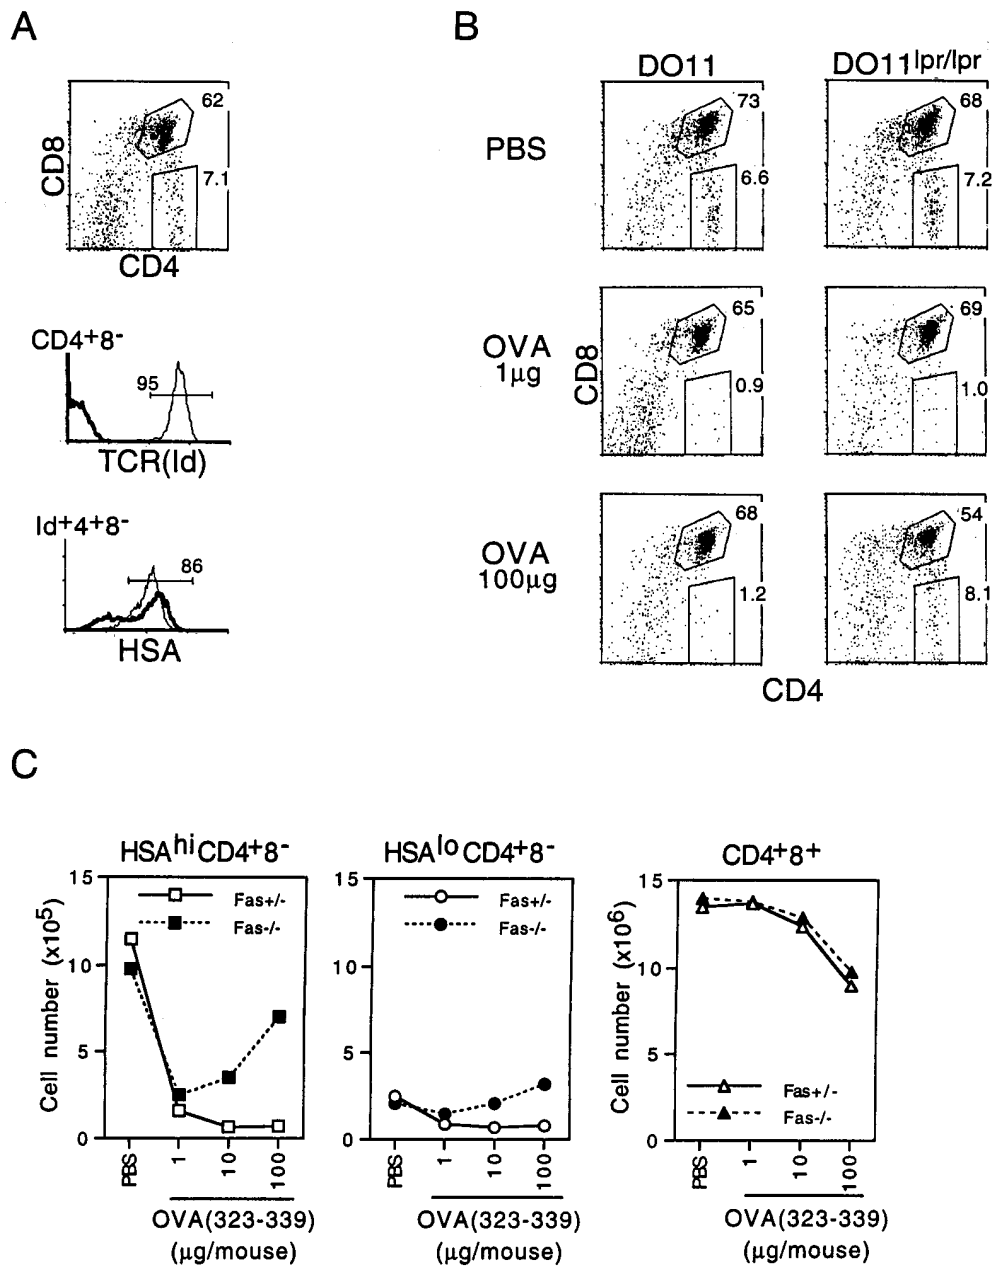 A
62
7.1
CD8
CD4
CD4+8-
95
TCR(Id)
Id+4+8-
86
HSA
B
DO11
DO11lpr/lpr
PBS
73
68
6.6
7.2
OVA
1µg
CD8
65
69
0.9
1.0
OVA
100µg
68
54
1.2
8.1
CD4
C
HSAhiCD4+8-
Cell number (x105)
15
10
5
0
Fas+/-
Fas-/-
PBS
1
10
100
OVA(323-339)
(µg/mouse)
HSAloCD4+8-
15
10
5
0
Fas+/-
Fas-/-
PBS
1
10
100
OVA(323-339)
(µg/mouse)
CD4+8+
Cell number (x106)
15
10
5
0
Fas+/-
Fas-/-
PBS
1
10
100
OVA(323-339)
(µg/mouse)